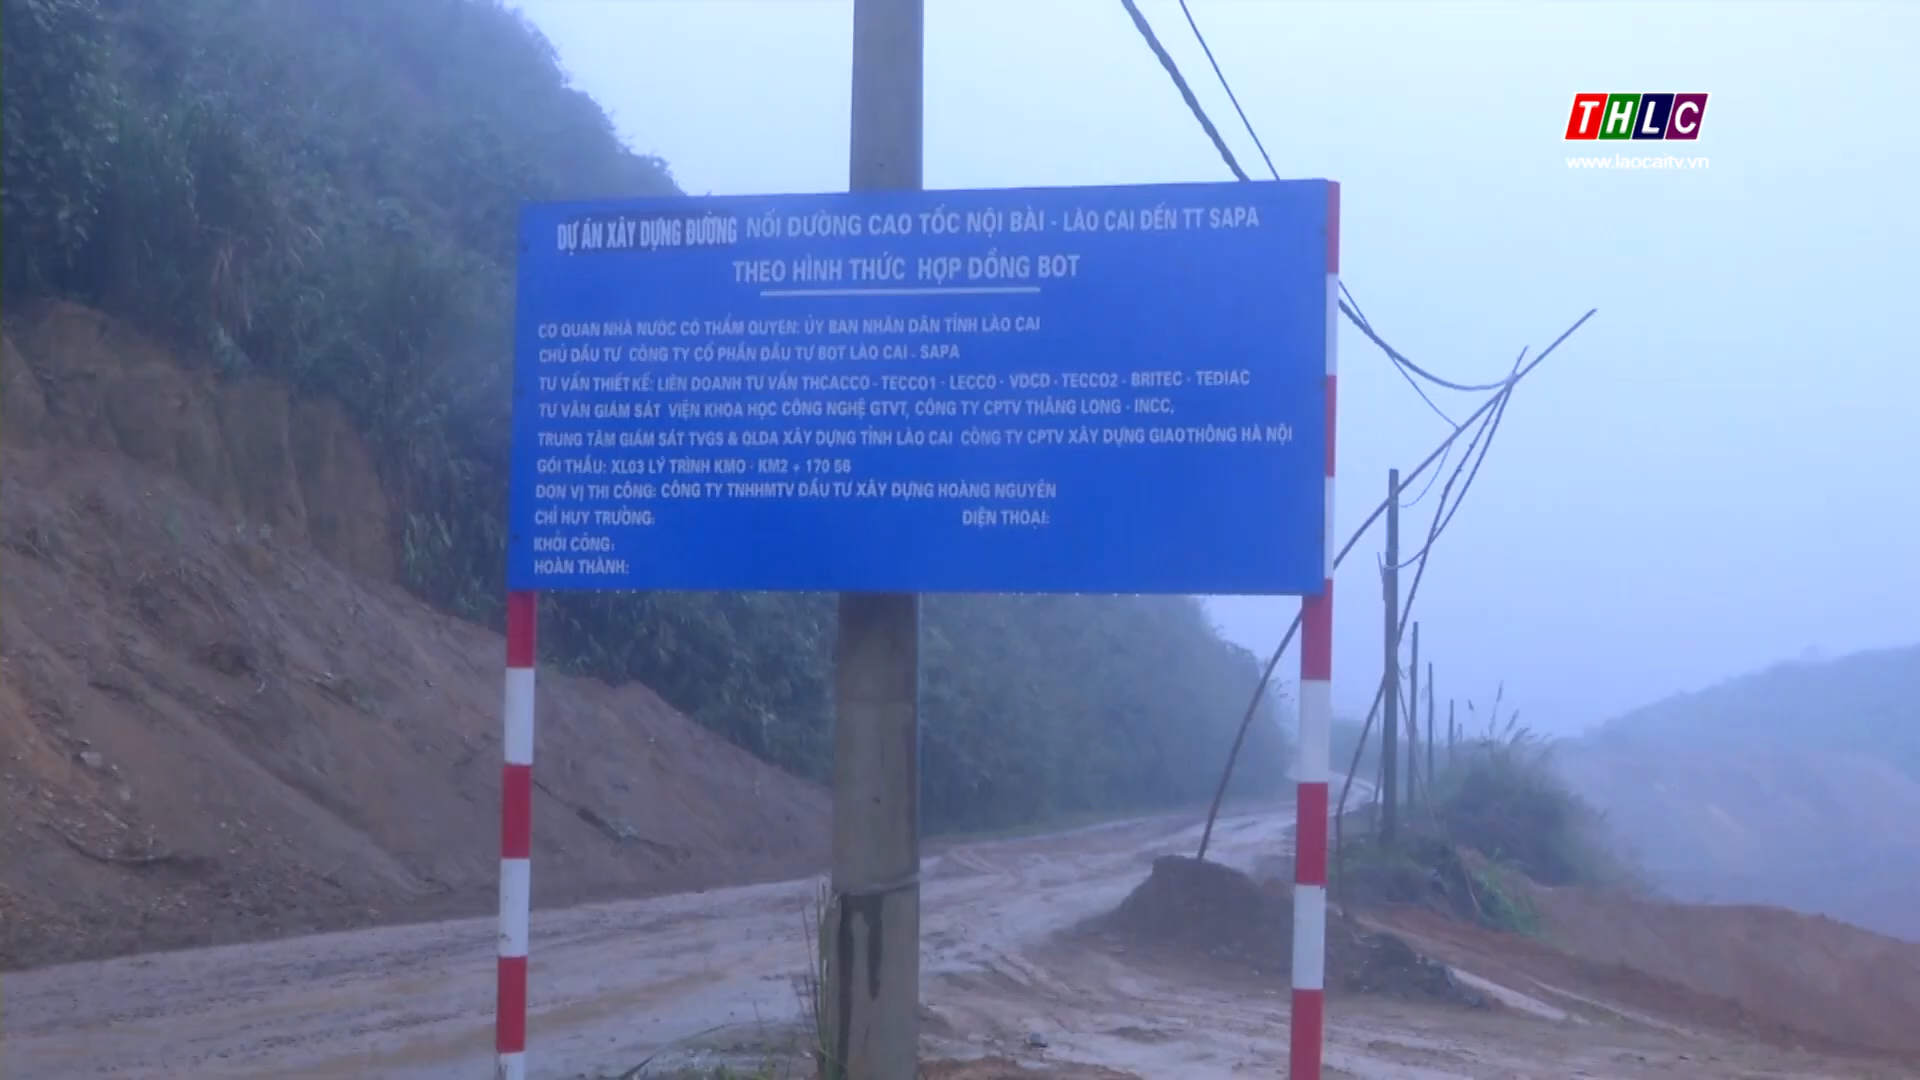 THLC
www.laocaitv.vn
DỰ ÁN XÂY DỰNG ĐƯỜNG NỐI ĐƯỜNG CAO TỐC NỘI BÀI - LÀO CAI ĐẾN TT SAPA
THEO HÌNH THỨC HỢP ĐỒNG BOT
CƠ QUAN NHÀ NƯỚC CÓ THẨM QUYỀN: ỦY BAN NHÂN DÂN TỈNH LÀO CAI
CHỦ ĐẦU TƯ CÔNG TY CỔ PHẦN ĐẦU TƯ BOT LÀO CAI - SAPA
TƯ VẤN THIẾT KẾ: LIÊN DOANH TƯ VẤN THCACCO - TECCO1 - LECCO - VDCD - TECCO2 - BRITEC - TEDIAC
TƯ VẤN GIÁM SÁT VIỆN KHOA HỌC CÔNG NGHỆ GTVT, CÔNG TY CPTV THĂNG LONG - INCC,
TRUNG TÂM GIÁM SÁT TVGS & QLDA XÂY DỰNG TỈNH LÀO CAI CÔNG TY CPTV XÂY DỰNG GIAO THÔNG HÀ NỘI
GÓI THẦU: XL03 LÝ TRÌNH KM0 - KM2 + 170 56
ĐƠN VỊ THI CÔNG: CÔNG TY TNHHMTV ĐẦU TƯ XÂY DỰNG HOÀNG NGUYÊN
CHỈ HUY TRƯỞNG: ĐIỆN THOẠI:
KHỞI CÔNG:
HOÀN THÀNH: